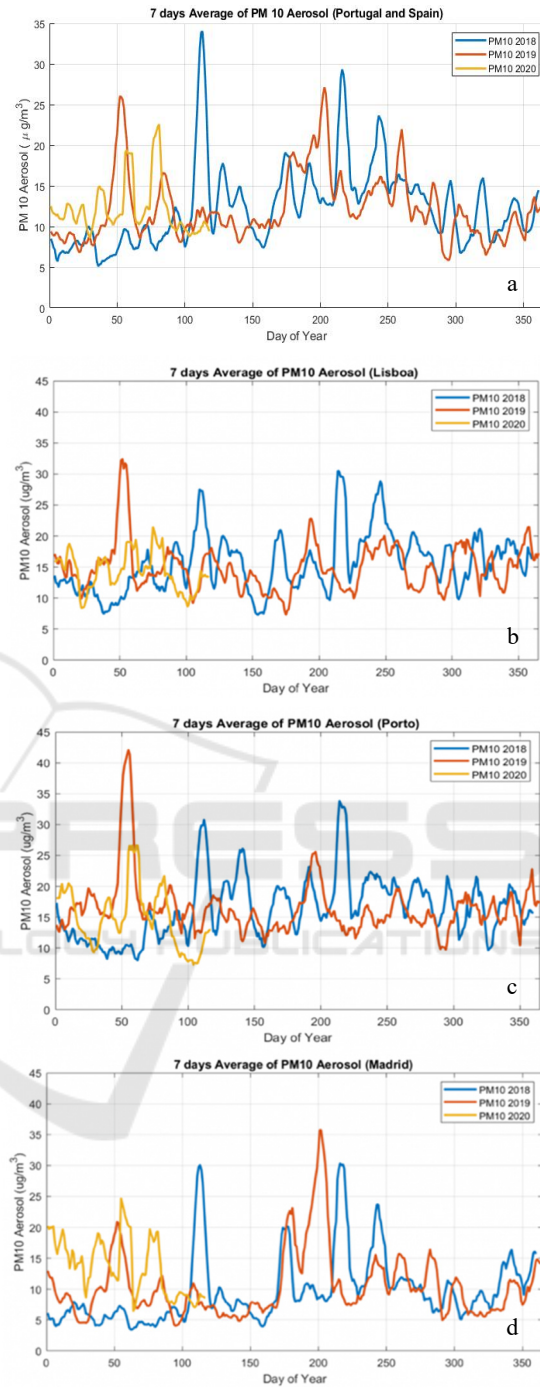 7 days Average of PM 10 Aerosol (Portugal and Spain)
PM10 2018
PM10 2019
PM10 2020
PM 10 Aerosol ( μ g/m³)
35
30
25
20
15
10
5
0
0 50 100 150 200 250 300 350
Day of Year
a
7 days Average of PM10 Aerosol (Lisboa)
PM10 2018
PM10 2019
PM10 2020
PM10 Aerosol (ug/m³)
45
40
35
30
25
20
15
10
5
0
0 50 100 150 200 250 300 350
Day of Year
b
7 days Average of PM10 Aerosol (Porto)
PM10 2018
PM10 2019
PM10 2020
PM10 Aerosol (ug/m³)
45
40
35
30
25
20
15
10
5
0
0 50 100 150 200 250 300 350
Day of Year
c
7 days Average of PM10 Aerosol (Madrid)
PM10 2018
PM10 2019
PM10 2020
PM10 Aerosol (ug/m³)
45
40
35
30
25
20
15
10
5
0
0 50 100 150 200 250 300 350
Day of Year
d